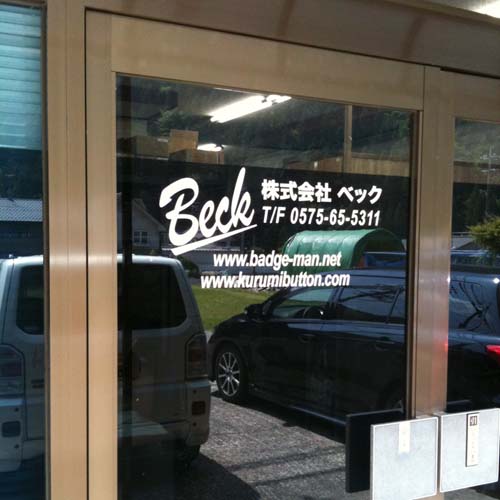 Beck 株式会社 ベック
T/F 0575-65-5311
www.badge-man.net
www.kurumibutton.com